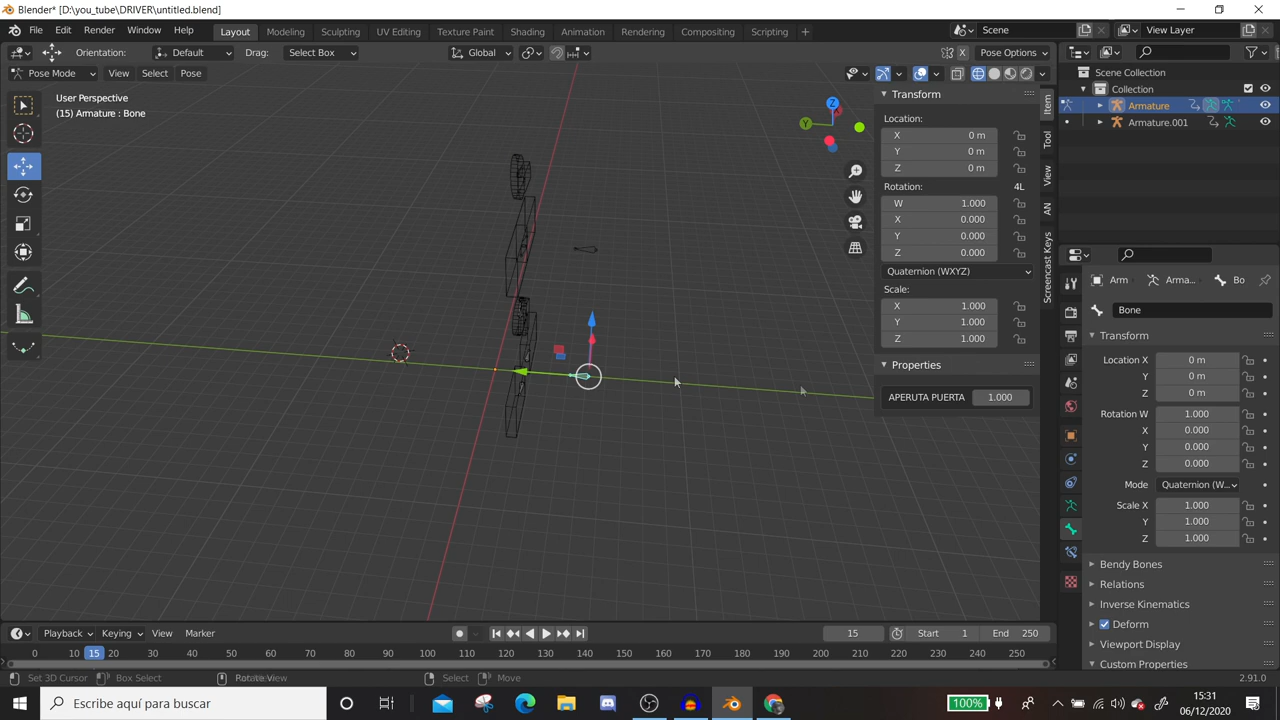 Blender* [D:\you_tube\DRIVER\untitled.blend]
File Edit Render Window Help Layout Modeling Sculpting UV Editing Texture Paint Shading Animation Rendering Compositing Scripting + Scene View Layer
Orientation: Default Drag: Select Box Global X Pose Options
Pose Mode View Select Pose
User Perspective
(15) Armature : Bone
Z
Y
Item
Tool
View
AN
Screencast Keys
Transform
Location:
X 0 m
Y 0 m
Z 0 m
Rotation: 4L
W 1.000
X 0.000
Y 0.000
Z 0.000
Quaternion (WXYZ)
Scale:
X 1.000
Y 1.000
Z 1.000
Properties
APERUTA PUERTA 1.000
Scene Collection
Collection
Armature
Armature.001
Arm Arma... Bo
Bone
Transform
Location X 0 m
Y 0 m
Z 0 m
Rotation W 1.000
X 0.000
Y 0.000
Z 0.000
Mode Quaternion (W...
Scale X 1.000
Y 1.000
Z 1.000
Bendy Bones
Relations
Inverse Kinematics
Deform
Viewport Display
Custom Properties
Playback Keying View Marker 15 Start 1 End 250
0 10 15 20 30 40 50 60 70 80 90 100 110 120 130 140 150 160 170 180 190 200 210 220 230 240 250
Set 3D Cursor Box Select Rotate View Select Move 2.91.0
Escribe aquí para buscar 100% 15:31
06/12/2020